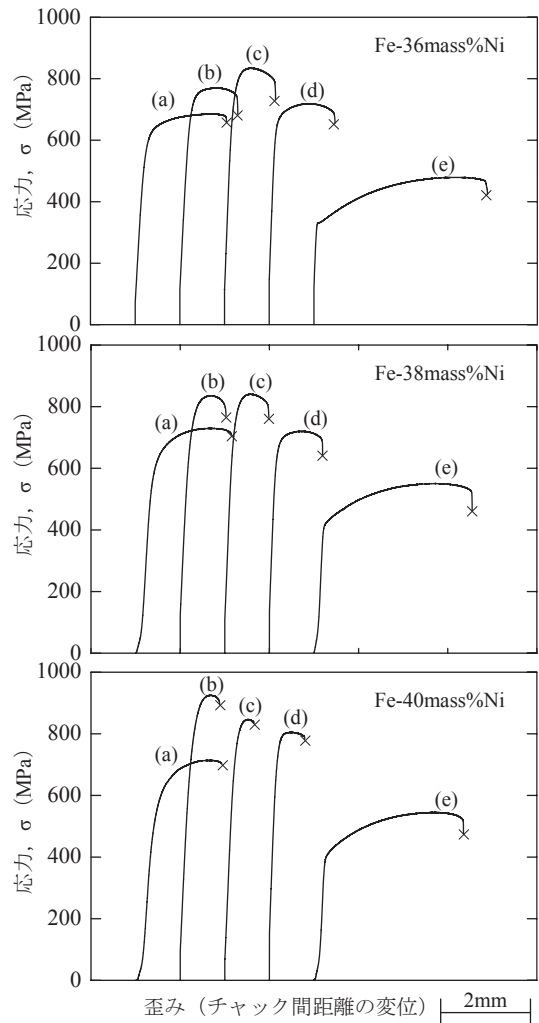 1000
Fe-36mass%Ni
(c)
(b)
800
(d)
(a)
600
(e)
400
200
0
応力, σ (MPa)
1000
Fe-38mass%Ni
(b)
(c)
800
(a)
(d)
600
(e)
400
200
0
応力, σ (MPa)
1000
(b)
Fe-40mass%Ni
(c)
(d)
800
(a)
600
(e)
400
200
0
応力, σ (MPa)
歪み（チャック間距離の変位）
2mm